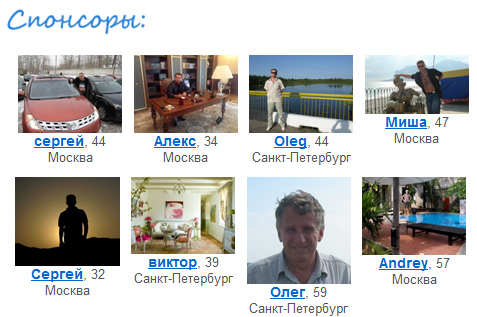 Спонсоры:
сергей, 44
Москва
Алекс, 34
Москва
Oleg, 44
Санкт-Петербург
Миша, 47
Москва
Сергей, 32
Москва
виктор, 39
Санкт-Петербург
Олег, 59
Санкт-Петербург
Andrey, 57
Москва